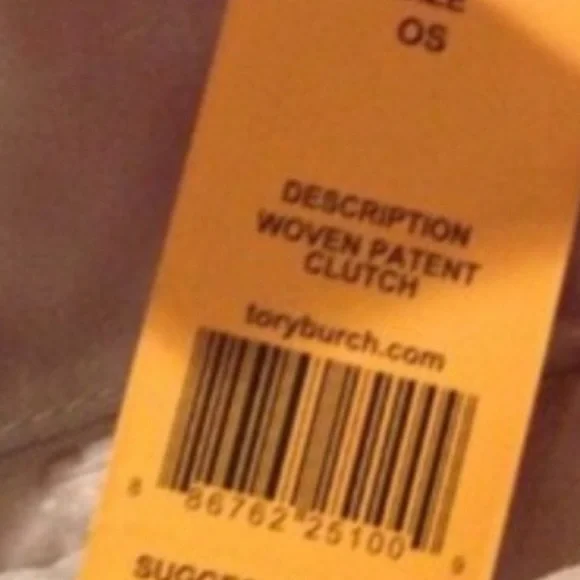 OS
DESCRIPTION
WOVEN PATENT
CLUTCH
toryburch.com
8 86762 25100 9